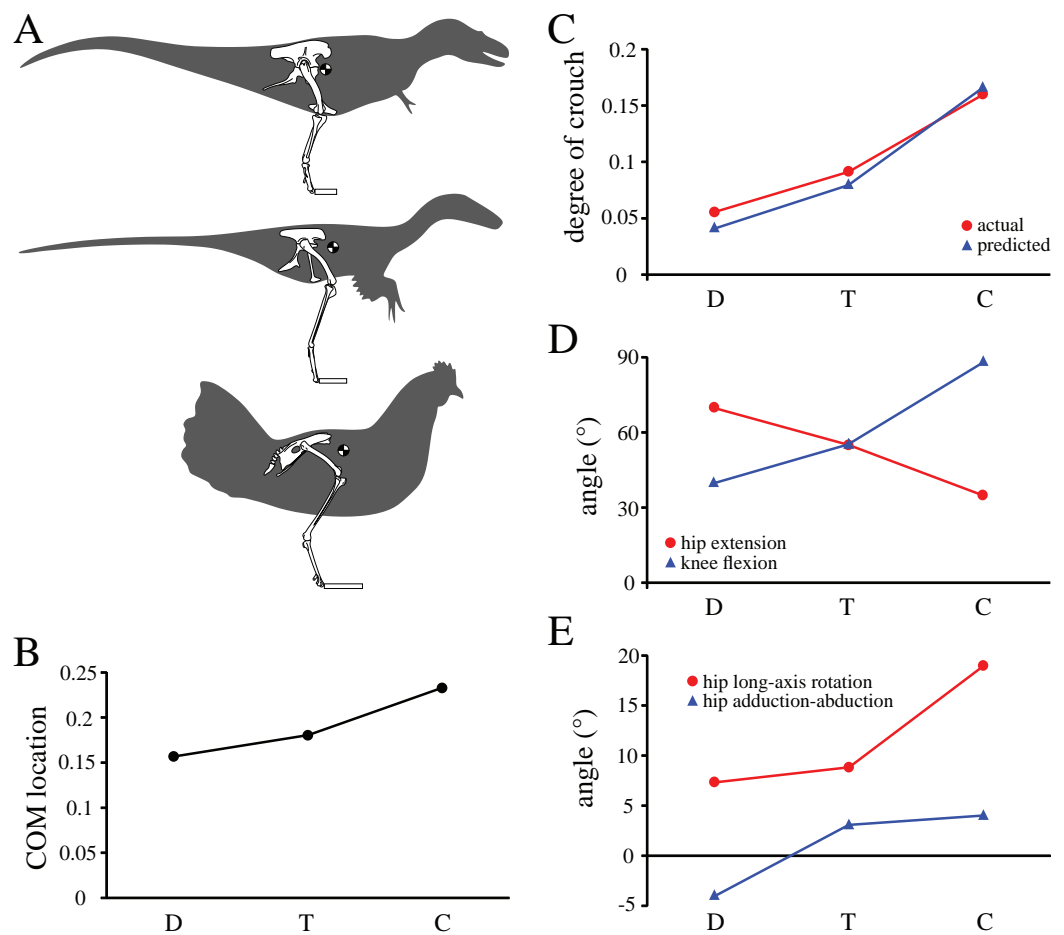 A
B
COM location
0.25
0.2
0.15
0.1
0.05
0
D T C
C
degree of crouch
0.2
0.15
0.1
0.05
0
actual
predicted
D T C
D
angle (°)
90
60
30
0
hip extension
knee flexion
D T C
E
angle (°)
20
15
10
5
0
-5
hip long-axis rotation
hip adduction-abduction
D T C